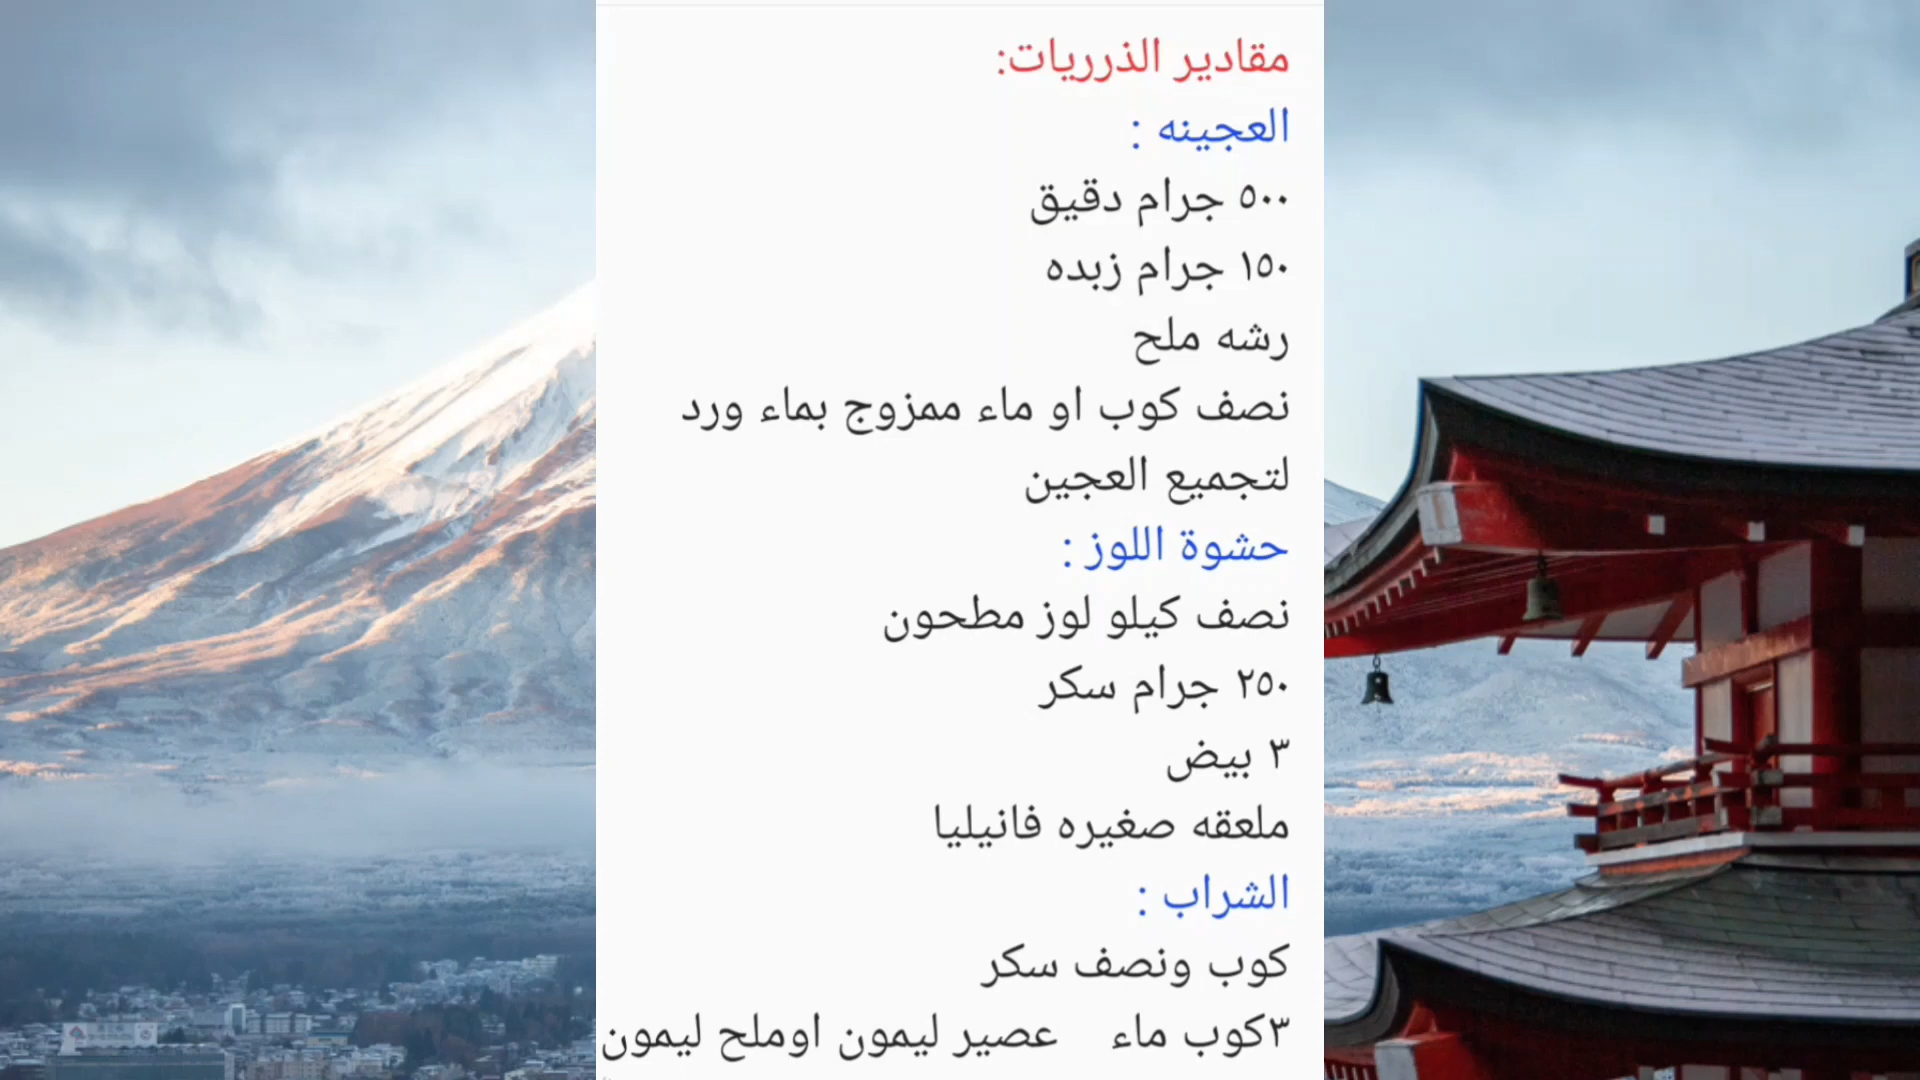 مقادير الذرريات:
العجينه :
٥٠٠ جرام دقيق
١٥٠ جرام زبده
رشه ملح
نصف كوب او ماء ممزوج بماء ورد
لتجميع العجين
حشوة اللوز :
نصف كيلو لوز مطحون
٢٥٠ جرام سكر
٣ بيض
ملعقه صغيره فانيليا
الشراب :
كوب ونصف سكر
٣كوب ماء عصير ليمون اوملح ليمون